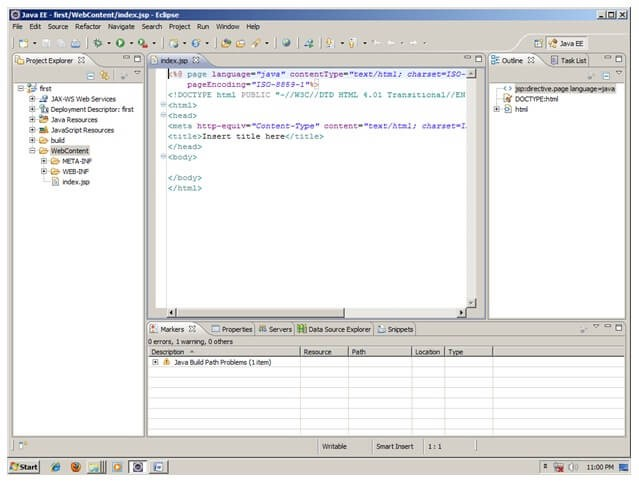 Java EE - first/WebContent/index.jsp - Eclipse
File Edit Source Refactor Navigate Search Project Run Window Help
Java EE
Project Explorer
first
JAX-WS Web Services
Deployment Descriptor: first
Java Resources
JavaScript Resources
build
WebContent
META-INF
WEB-INF
index.jsp
index.jsp
<%@ page language="java" contentType="text/html; charset=ISO-
pageEncoding="ISO-8859-1"%>
<!DOCTYPE html PUBLIC "-//W3C//DTD HTML 4.01 Transitional//EN
<html>
<head>
<meta http-equiv="Content-Type" content="text/html; charset=I
<title>Insert title here</title>
</head>
<body>
</body>
</html>
Outline Task List
jsp:directive.page language=java
DOCTYPE:html
html
Markers Properties Servers Data Source Explorer Snippets
0 errors, 1 warning, 0 others
Description Resource Path Location Type
Java Build Path Problems (1 item)
Writable Smart Insert 1 : 1
Start 11:00 PM